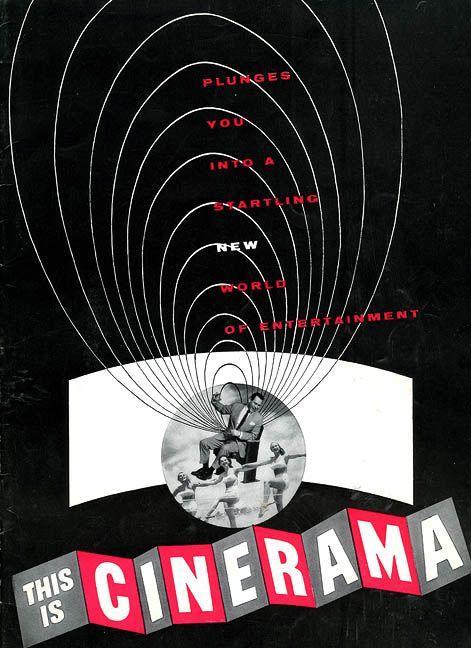 PLUNGES
YOU
INTO A
STARTLING
NEW
WORLD
OF ENTERTAINMENT
THIS
IS
CINERAMA